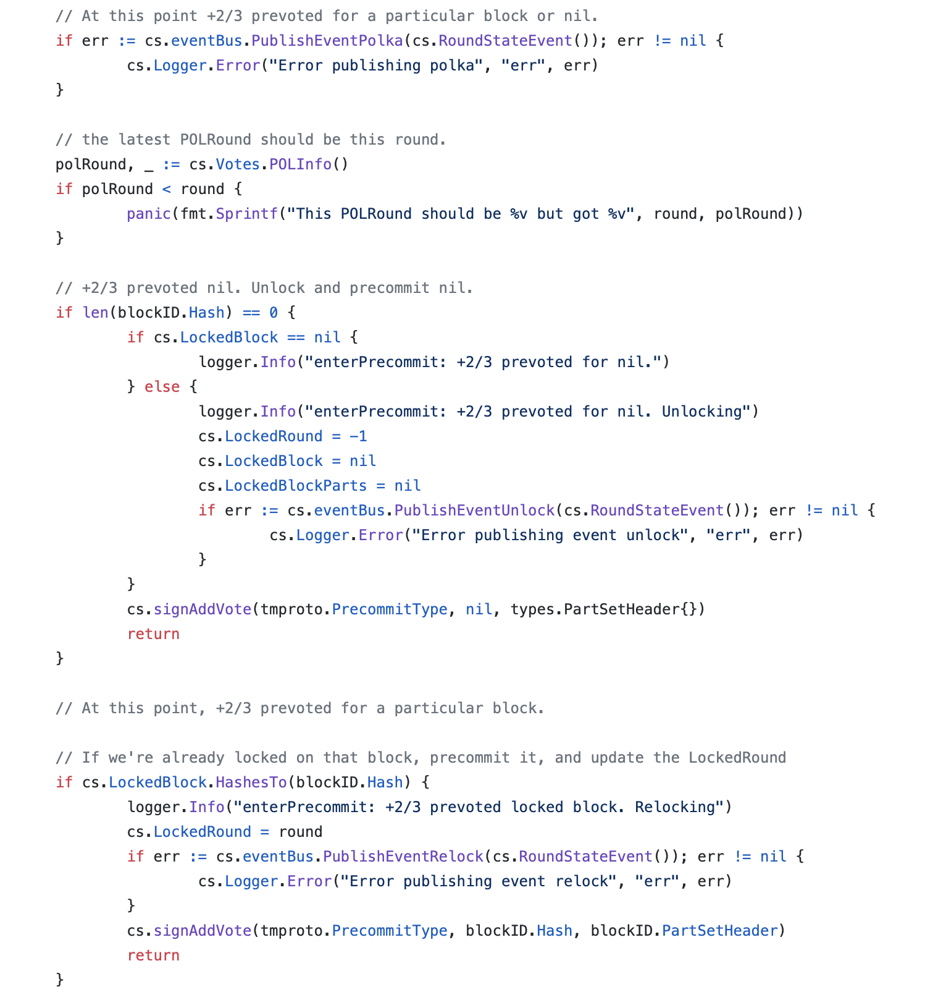 // At this point +2/3 prevoted for a particular block or nil.
if err := cs.eventBus.PublishEventPolka(cs.RoundStateEvent()); err != nil {
        cs.Logger.Error("Error publishing polka", "err", err)
}

// the latest POLRound should be this round.
polRound, _ := cs.Votes.POLInfo()
if polRound < round {
        panic(fmt.Sprintf("This POLRound should be %v but got %v", round, polRound))
}

// +2/3 prevoted nil. Unlock and precommit nil.
if len(blockID.Hash) == 0 {
        if cs.LockedBlock == nil {
                logger.Info("enterPrecommit: +2/3 prevoted for nil.")
        } else {
                logger.Info("enterPrecommit: +2/3 prevoted for nil. Unlocking")
                cs.LockedRound = -1
                cs.LockedBlock = nil
                cs.LockedBlockParts = nil
                if err := cs.eventBus.PublishEventUnlock(cs.RoundStateEvent()); err != nil {
                        cs.Logger.Error("Error publishing event unlock", "err", err)
                }
        }
        cs.signAddVote(tmproto.PrecommitType, nil, types.PartSetHeader{})
        return
}

// At this point, +2/3 prevoted for a particular block.

// If we're already locked on that block, precommit it, and update the LockedRound
if cs.LockedBlock.HashesTo(blockID.Hash) {
        logger.Info("enterPrecommit: +2/3 prevoted locked block. Relocking")
        cs.LockedRound = round
        if err := cs.eventBus.PublishEventRelock(cs.RoundStateEvent()); err != nil {
                cs.Logger.Error("Error publishing event relock", "err", err)
        }
        cs.signAddVote(tmproto.PrecommitType, blockID.Hash, blockID.PartSetHeader)
        return
}